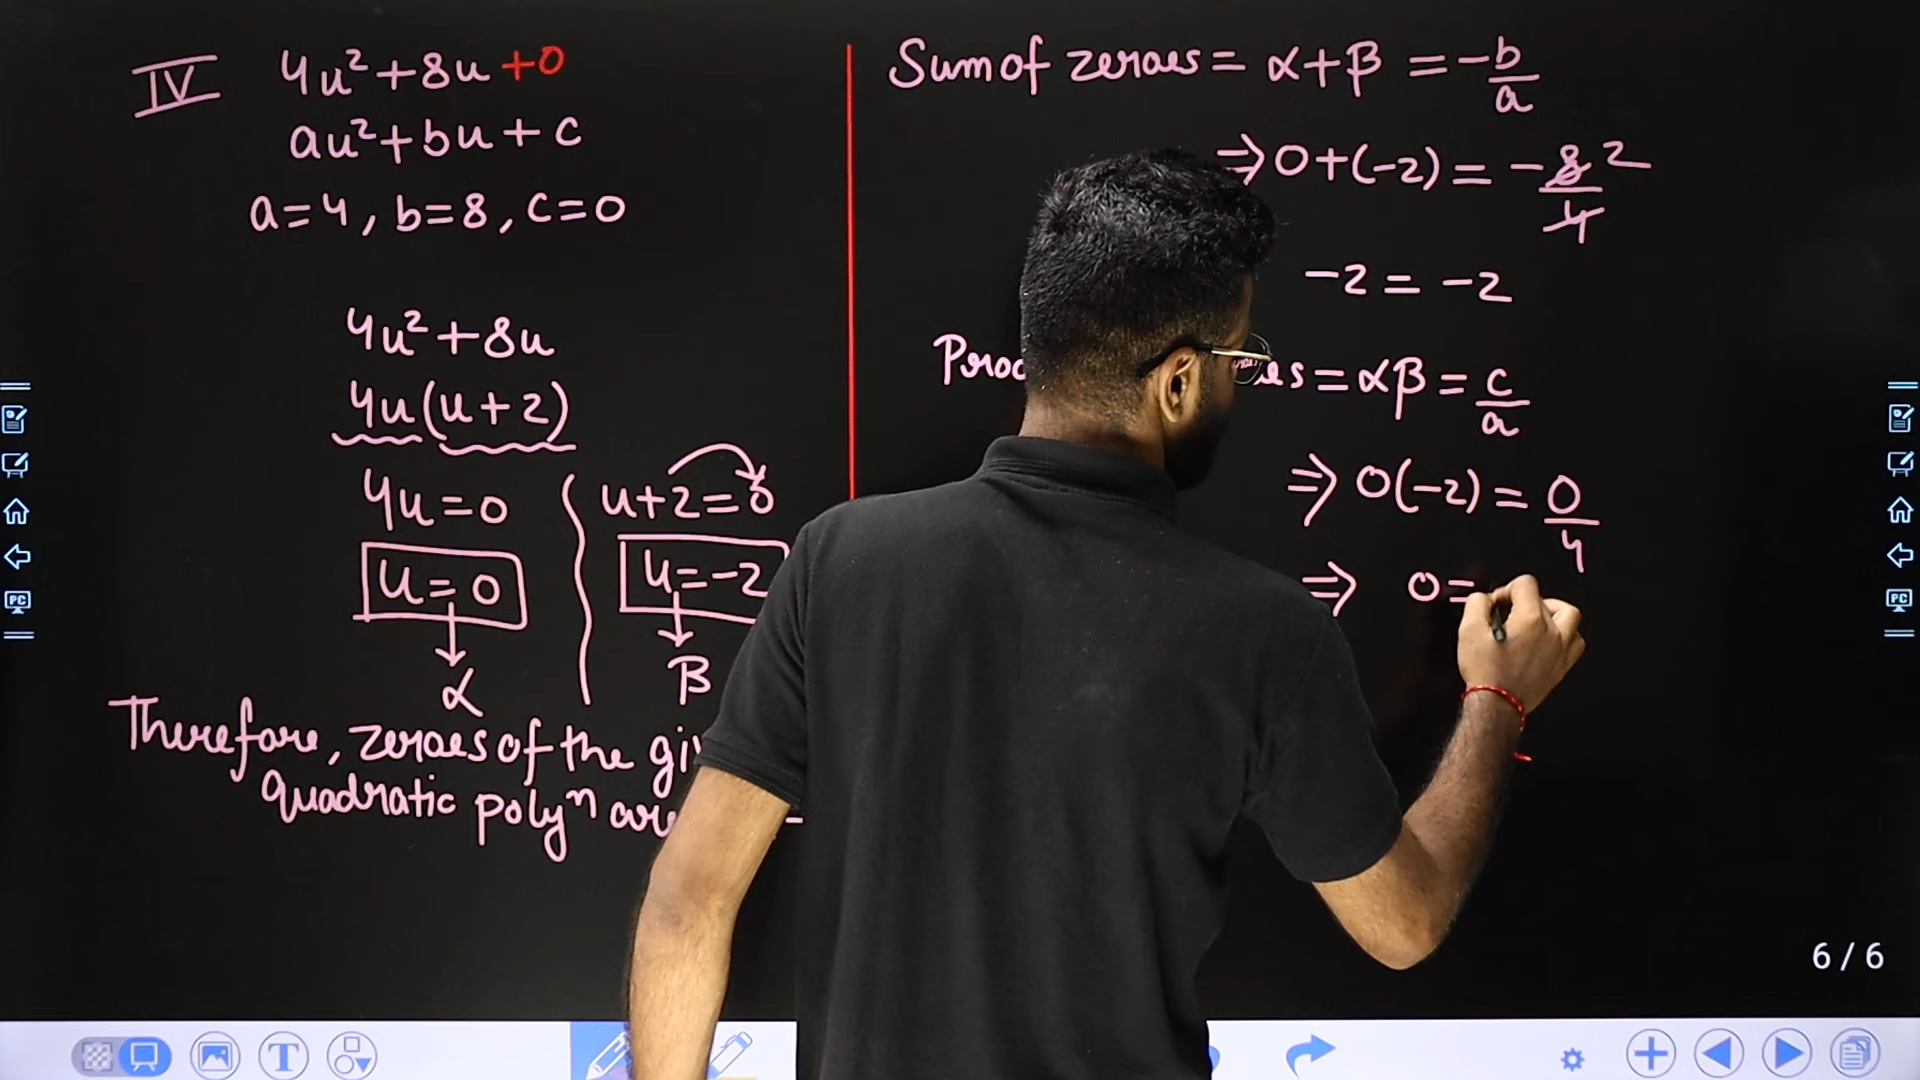 IV 4u²+8u+0
au²+bu+c
a=4, b=8, c=0
4u²+8u
4u(u+2)
4u=0
u+2=0
u=0
u=-2
α
β
Therefore, zeroes of the
quadratic polyⁿ are
Sum of zeroes = α+β = -b/a
⇒ 0+(-2) = -8/4 2
-2 = -2
= αβ = c/a
⇒ 0(-2) = 0/4
⇒ 0=
6 / 6
T
PC
PC